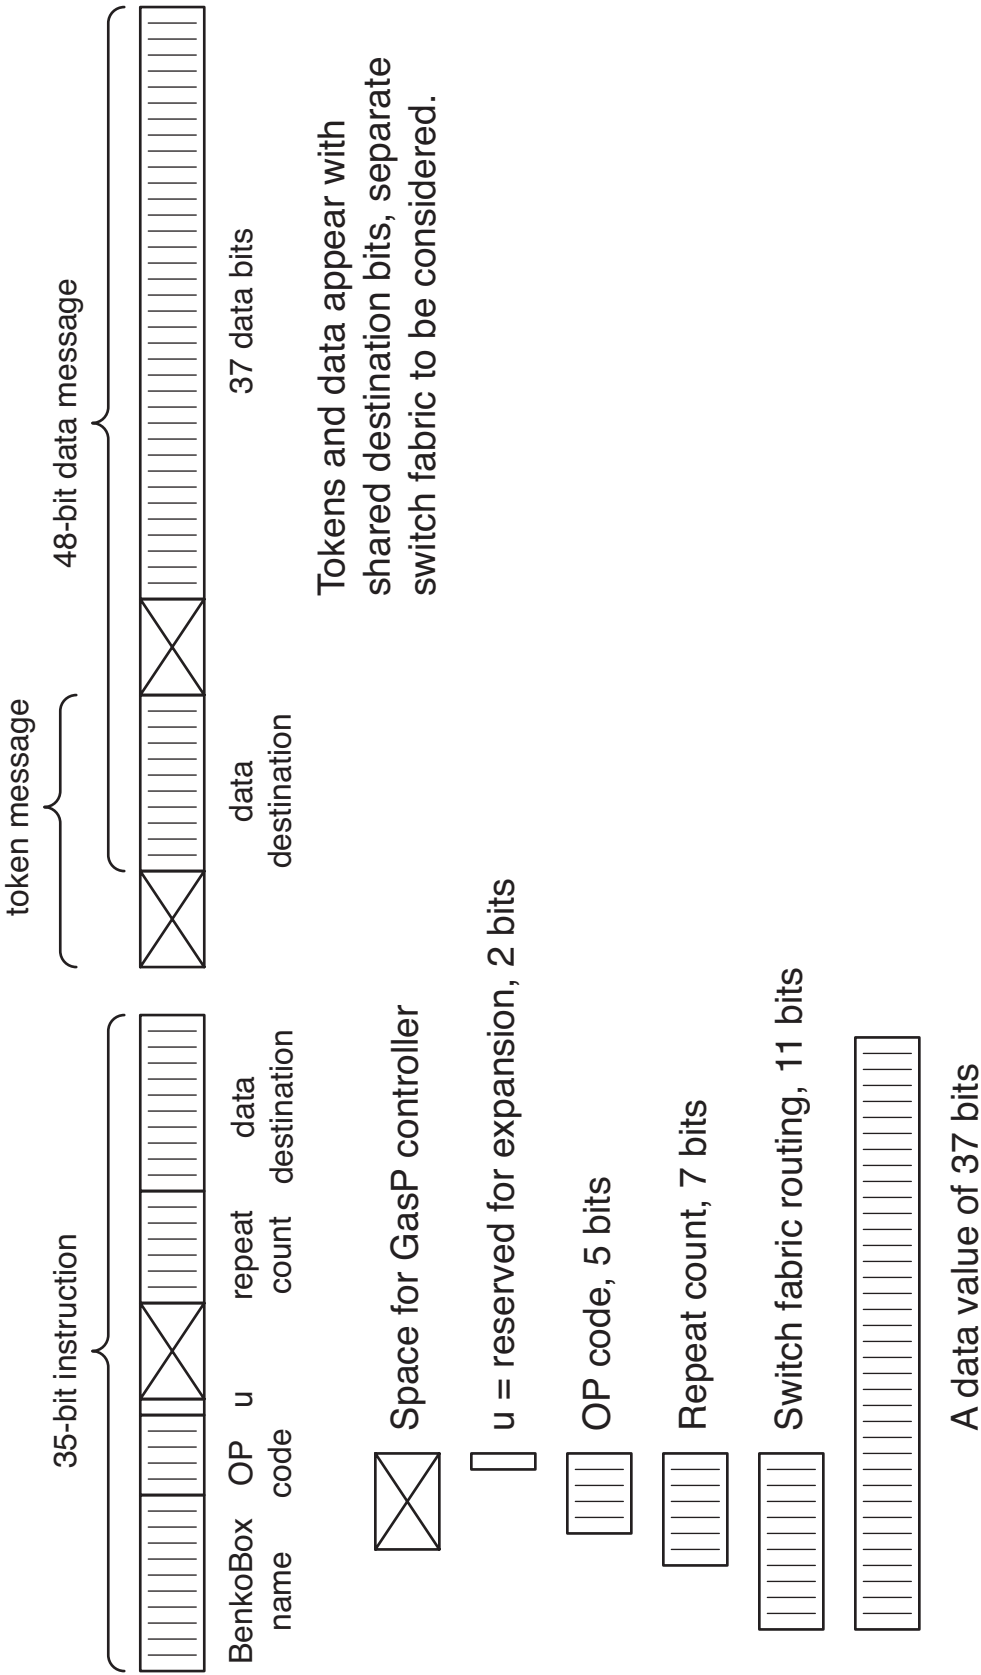 35-bit instruction
token message
48-bit data message
BenkoBox
name
OP
code
u
repeat
count
data
destination
data
destination
37 data bits
Tokens and data appear with
shared destination bits, separate
switch fabric to be considered.
Space for GasP controller
u = reserved for expansion, 2 bits
OP code, 5 bits
Repeat count, 7 bits
Switch fabric routing, 11 bits
A data value of 37 bits